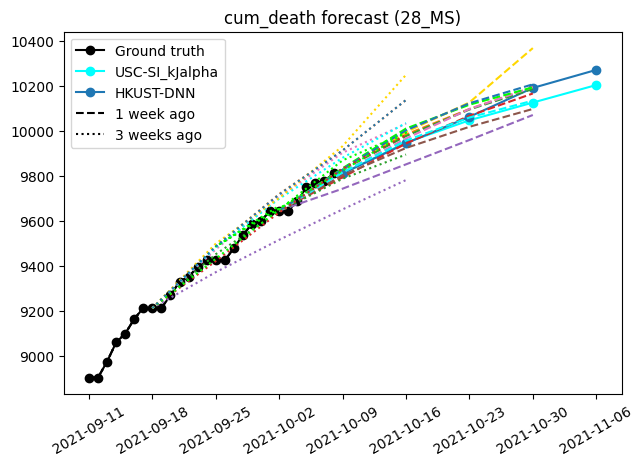 cum_death forecast (28_MS)
Ground truth
USC-SI_kJalpha
HKUST-DNN
1 week ago
3 weeks ago
10400
10200
10000
9800
9600
9400
9200
9000
2021-09-11
2021-09-18
2021-09-25
2021-10-02
2021-10-09
2021-10-16
2021-10-23
2021-10-30
2021-11-06